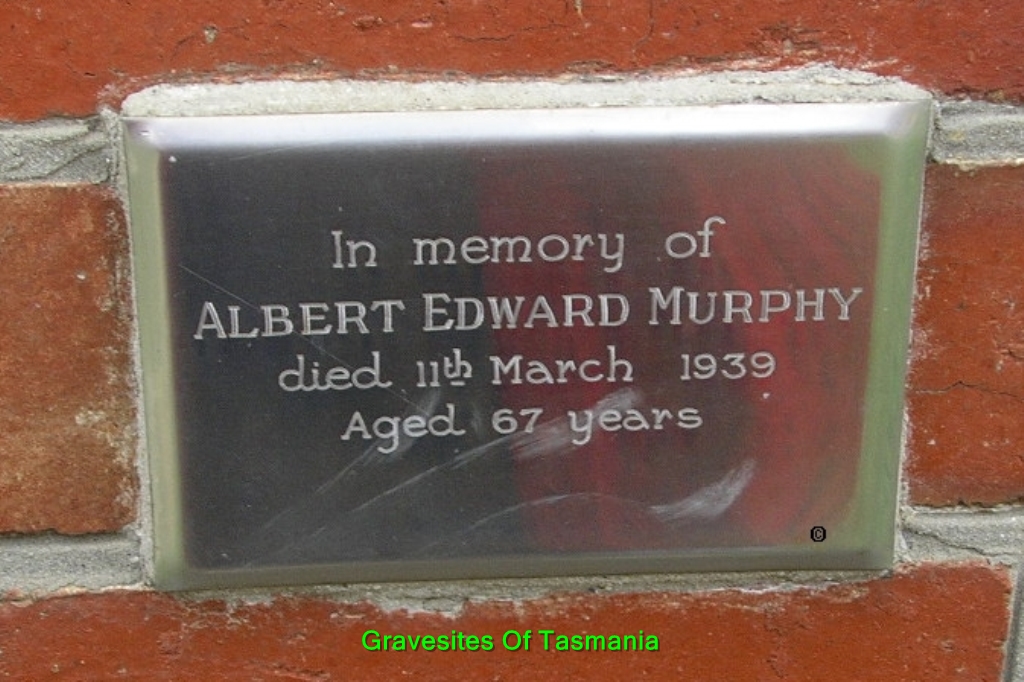 In memory of
ALBERT EDWARD MURPHY
died 11th March 1939
Aged 67 years
©
Gravesites Of Tasmania